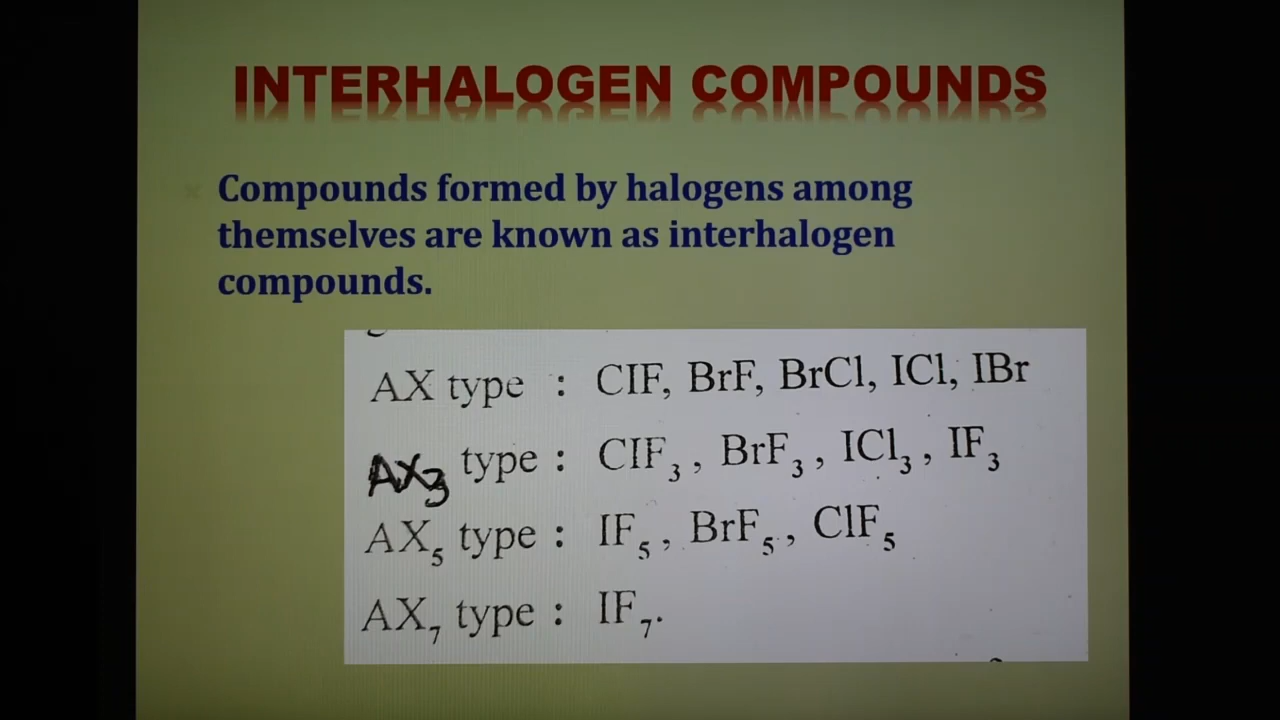 INTERHALOGEN COMPOUNDS
Compounds formed by halogens among
themselves are known as interhalogen
compounds.
AX type : ClF, BrF, BrCl, ICl, IBr
AX₃ type : ClF₃, BrF₃, ICl₃, IF₃
AX₅ type : IF₅, BrF₅, ClF₅
AX₇ type : IF₇.